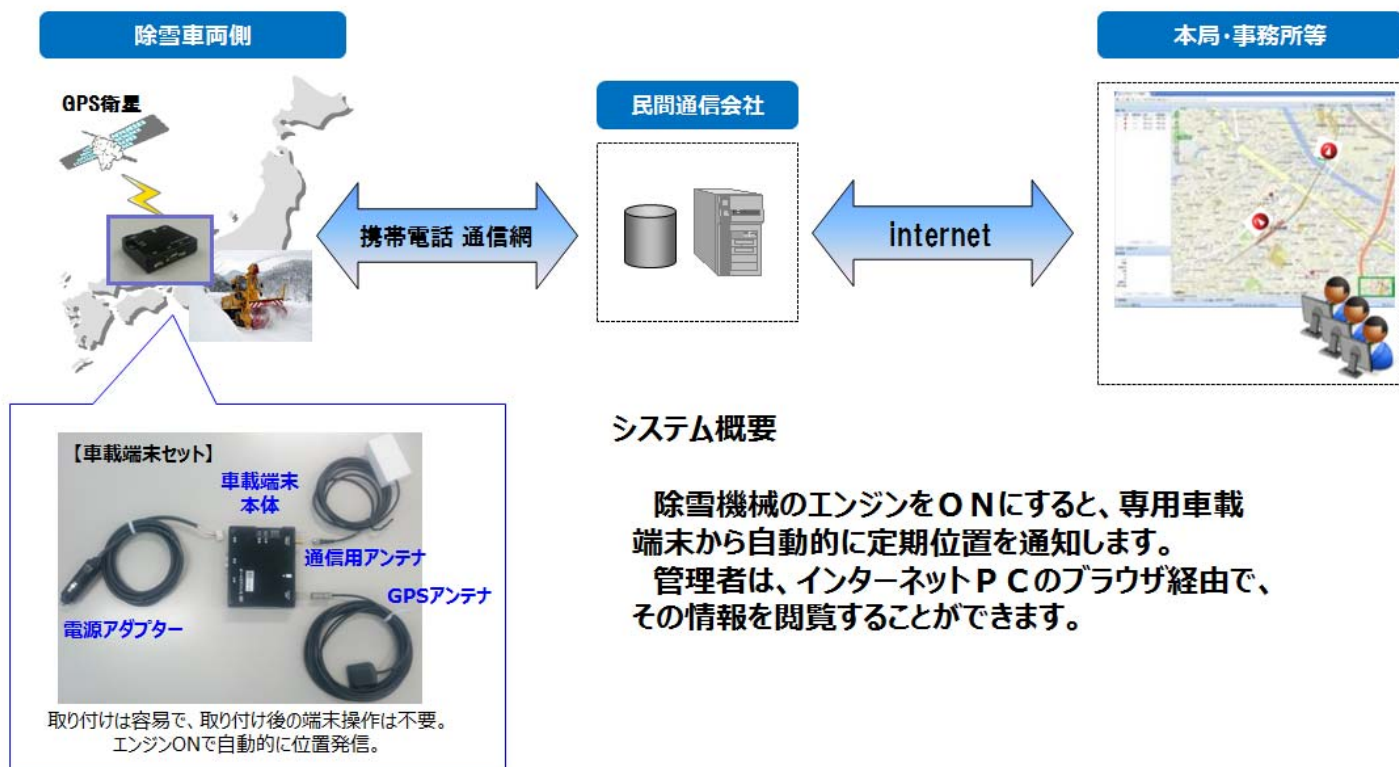 除雪車両側
本局・事務所等
GPS衛星
民間通信会社
携帯電話 通信網
internet
【車載端末セット】
車載端末
本体
通信用アンテナ
GPSアンテナ
電源アダプター
取り付けは容易で、取り付け後の端末操作は不要。
エンジンONで自動的に位置発信。
システム概要
除雪機械のエンジンをＯＮにすると、専用車載
端末から自動的に定期位置を通知します。
管理者は、インターネットＰＣのブラウザ経由で、
その情報を閲覧することができます。